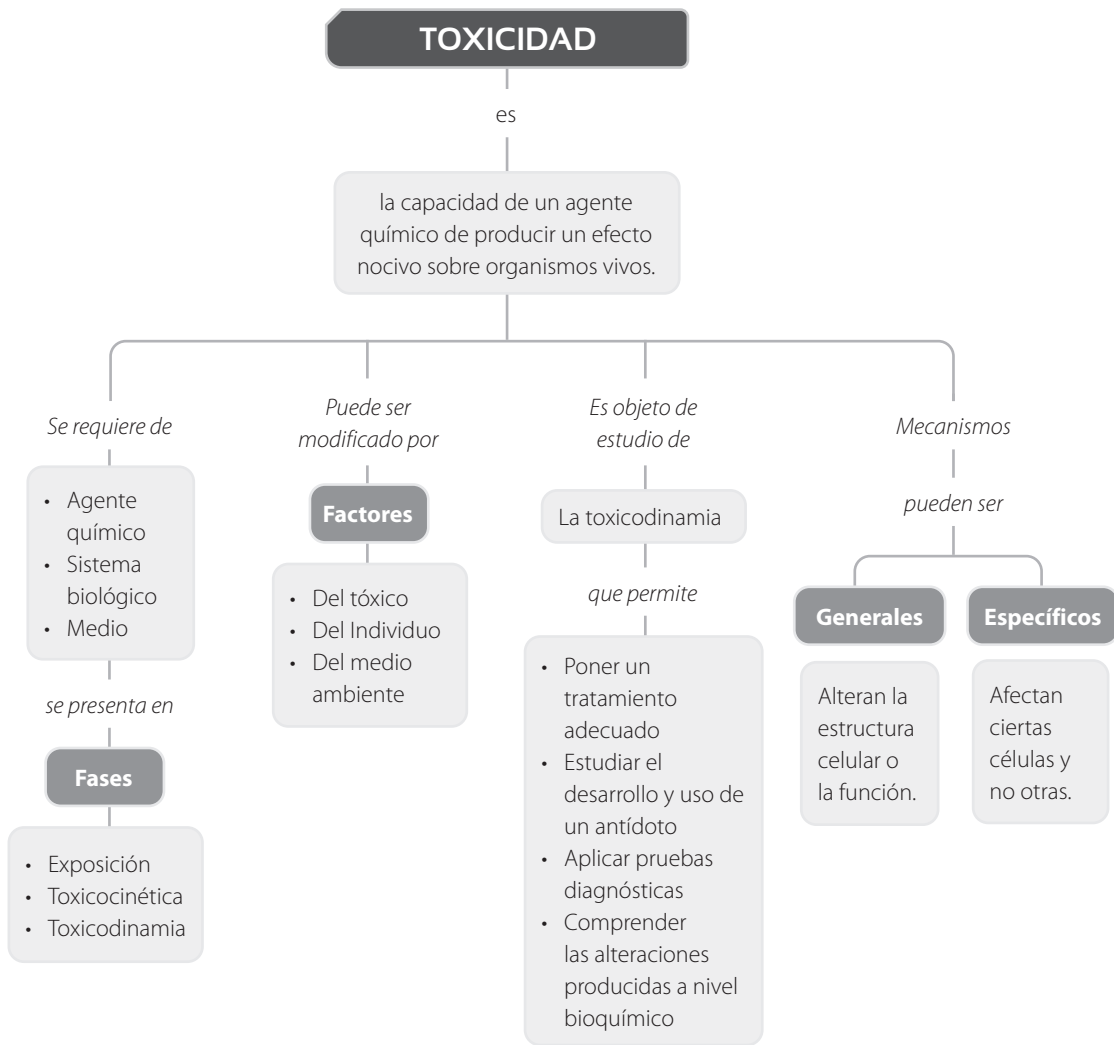 TOXICIDAD
es
la capacidad de un agente
químico de producir un efecto
nocivo sobre organismos vivos.
Se requiere de
• Agente
químico
• Sistema
biológico
• Medio
se presenta en
Fases
• Exposición
• Toxicocinética
• Toxicodinamia
Puede ser
modificado por
Factores
• Del tóxico
• Del Individuo
• Del medio
ambiente
Es objeto de
estudio de
La toxicodinamia
que permite
• Poner un
tratamiento
adecuado
• Estudiar el
desarrollo y uso de
un antídoto
• Aplicar pruebas
diagnósticas
• Comprender
las alteraciones
producidas a nivel
bioquímico
Mecanismos
pueden ser
Generales
Alteran la
estructura
celular o
la función.
Específicos
Afectan
ciertas
células y
no otras.